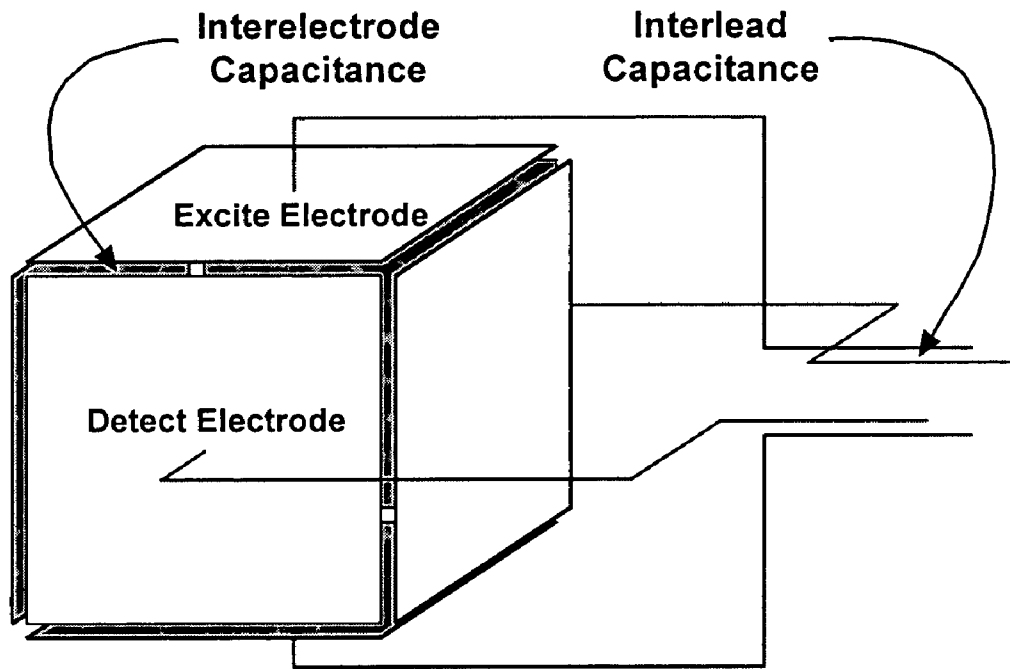 Interelectrode
Capacitance
Interlead
Capacitance
Excite Electrode
Detect Electrode